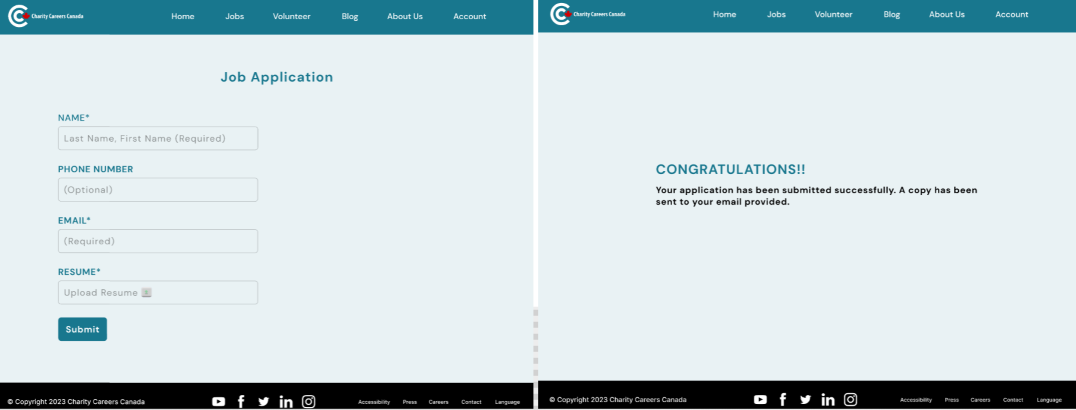 Charity Careers Canada
Home Jobs Volunteer Blog About Us Account
Job Application
NAME*
Last Name, First Name (Required)
PHONE NUMBER
(Optional)
EMAIL*
(Required)
RESUME*
Upload Resume
Submit
© Copyright 2023 Charity Careers Canada
Accessibility Press Careers Contact Language
Charity Careers Canada
Home Jobs Volunteer Blog About Us Account
CONGRATULATIONS!!
Your application has been submitted successfully. A copy has been
sent to your email provided.
© Copyright 2023 Charity Careers Canada
Accessibility Press Careers Contact Language